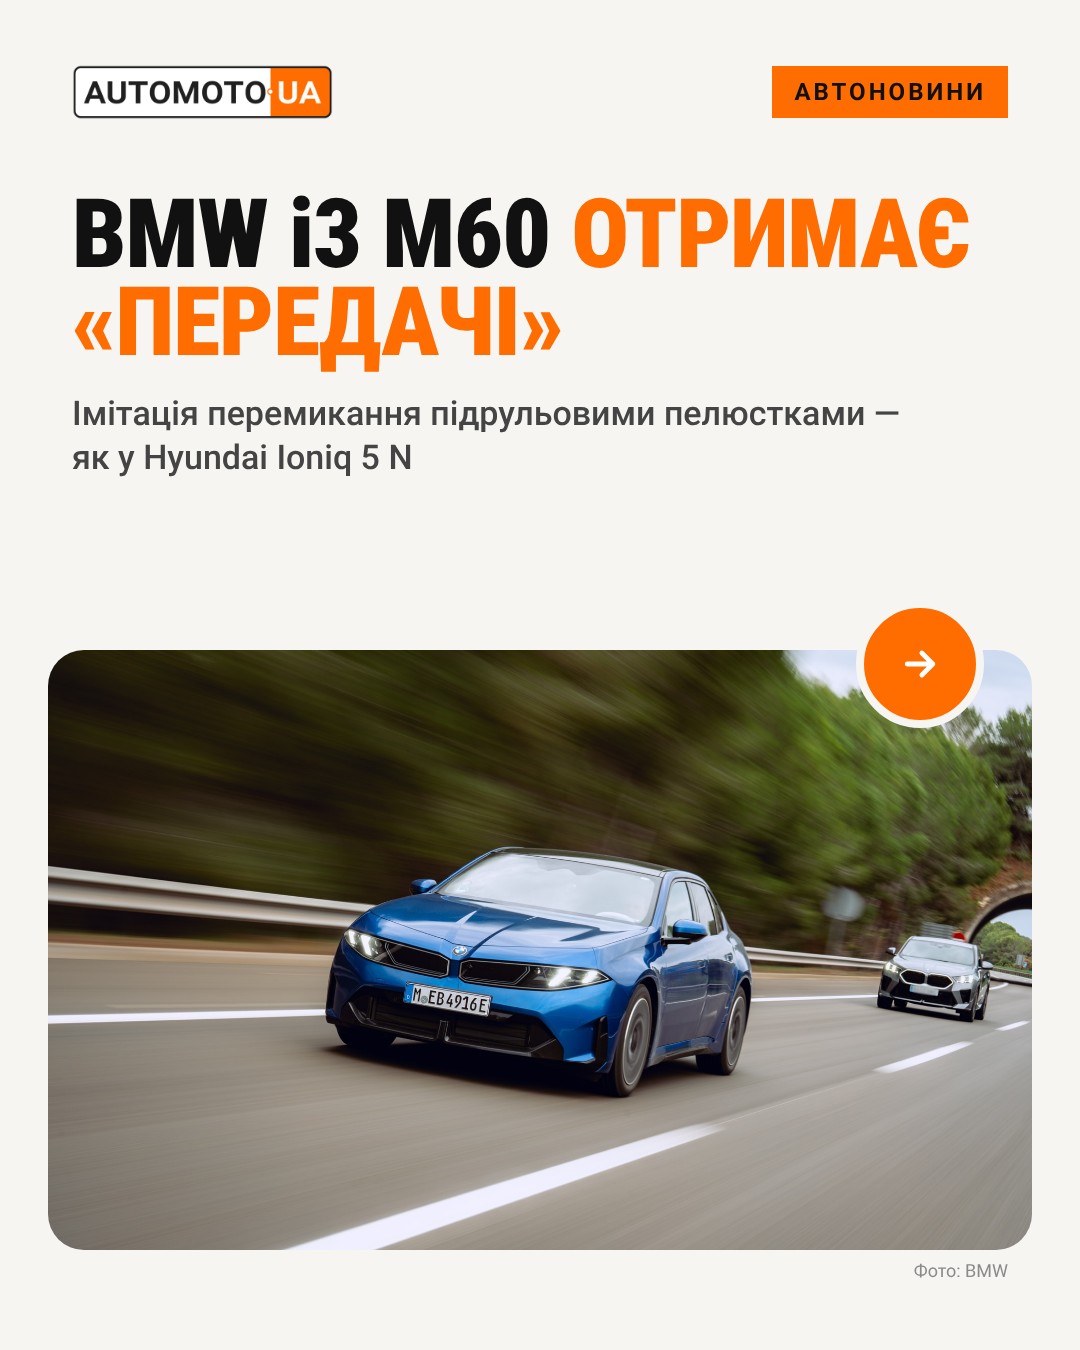 AUTOMOTO UA
АВТОНОВИНИ
BMW i3 M60 ОТРИМАЄ
«ПЕРЕДАЧІ»
Імітація перемикання підрульовими пелюстками —
як у Hyundai Ioniq 5 N
M EB4916E
Фото: BMW